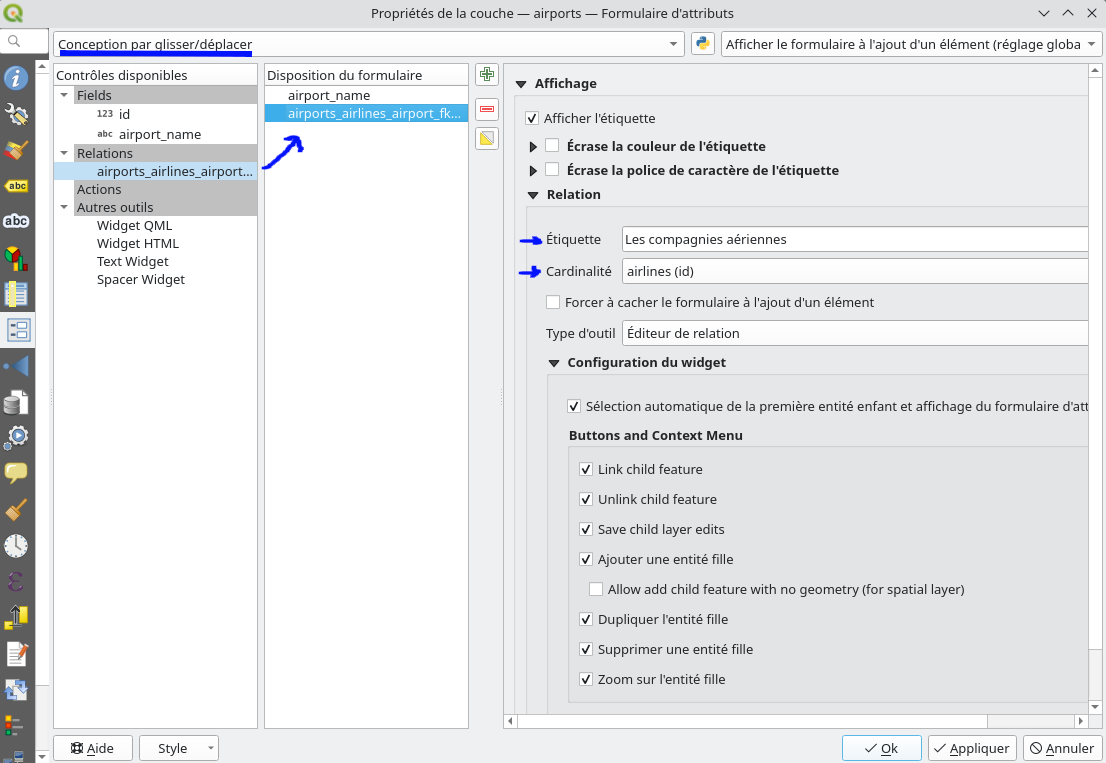 Propriétés de la couche — airports — Formulaire d'attributs
Conception par glisser/déplacer
Afficher le formulaire à l'ajout d'un élément (réglage globa
Contrôles disponibles
Fields
123 id
abc airport_name
Relations
airports_airlines_airport...
Actions
Autres outils
Widget QML
Widget HTML
Text Widget
Spacer Widget
Disposition du formulaire
airport_name
airports_airlines_airport_fk...
Affichage
Afficher l'étiquette
Écrase la couleur de l'étiquette
Écrase la police de caractère de l'étiquette
Relation
Étiquette
Les compagnies aériennes
Cardinalité
airlines (id)
Forcer à cacher le formulaire à l'ajout d'un élément
Type d'outil
Éditeur de relation
Configuration du widget
Sélection automatique de la première entité enfant et affichage du formulaire d'att
Buttons and Context Menu
Link child feature
Unlink child feature
Save child layer edits
Ajouter une entité fille
Allow add child feature with no geometry (for spatial layer)
Dupliquer l'entité fille
Supprimer une entité fille
Zoom sur l'entité fille
abc
abc
Aide
Style
Ok
Appliquer
Annuler